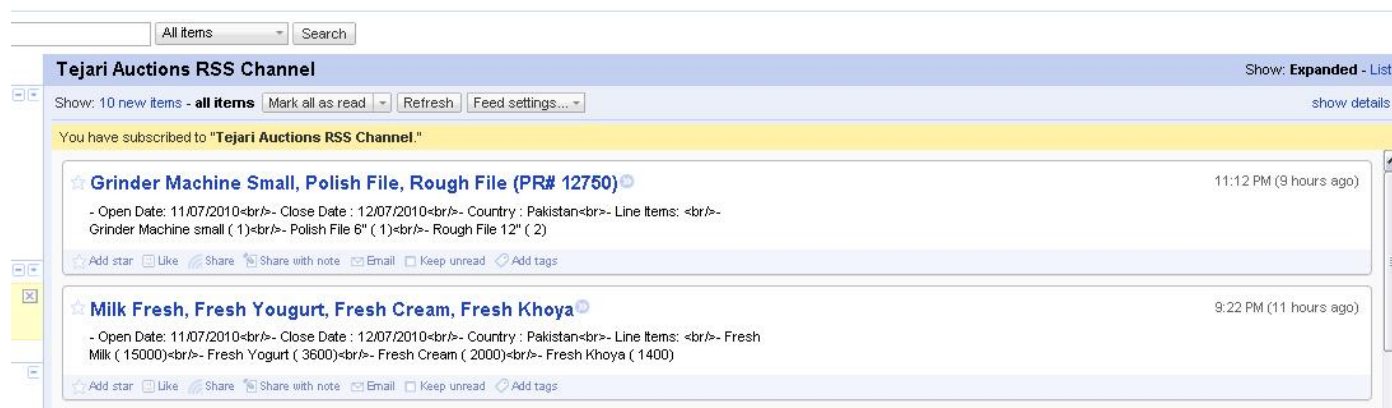 All items Search
Tejari Auctions RSS Channel Show: Expanded - List
Show: 10 new items - all items Mark all as read Refresh Feed settings... show details
You have subscribed to "Tejari Auctions RSS Channel."
Grinder Machine Small, Polish File, Rough File (PR# 12750) 11:12 PM (9 hours ago)
- Open Date: 11/07/2010<br/>- Close Date : 12/07/2010<br/>- Country : Pakistan<br>- Line Items: <br/>-
Grinder Machine small ( 1)<br/>- Polish File 6" ( 1)<br/>- Rough File 12" ( 2)
Add star Like Share Share with note Email Keep unread Add tags
Milk Fresh, Fresh Yougurt, Fresh Cream, Fresh Khoya 9:22 PM (11 hours ago)
- Open Date: 11/07/2010<br/>- Close Date : 12/07/2010<br/>- Country : Pakistan<br>- Line Items: <br/>- Fresh
Milk ( 15000)<br/>- Fresh Yogurt ( 3600)<br/>- Fresh Cream ( 2000)<br/>- Fresh Khoya ( 1400)
Add star Like Share Share with note Email Keep unread Add tags